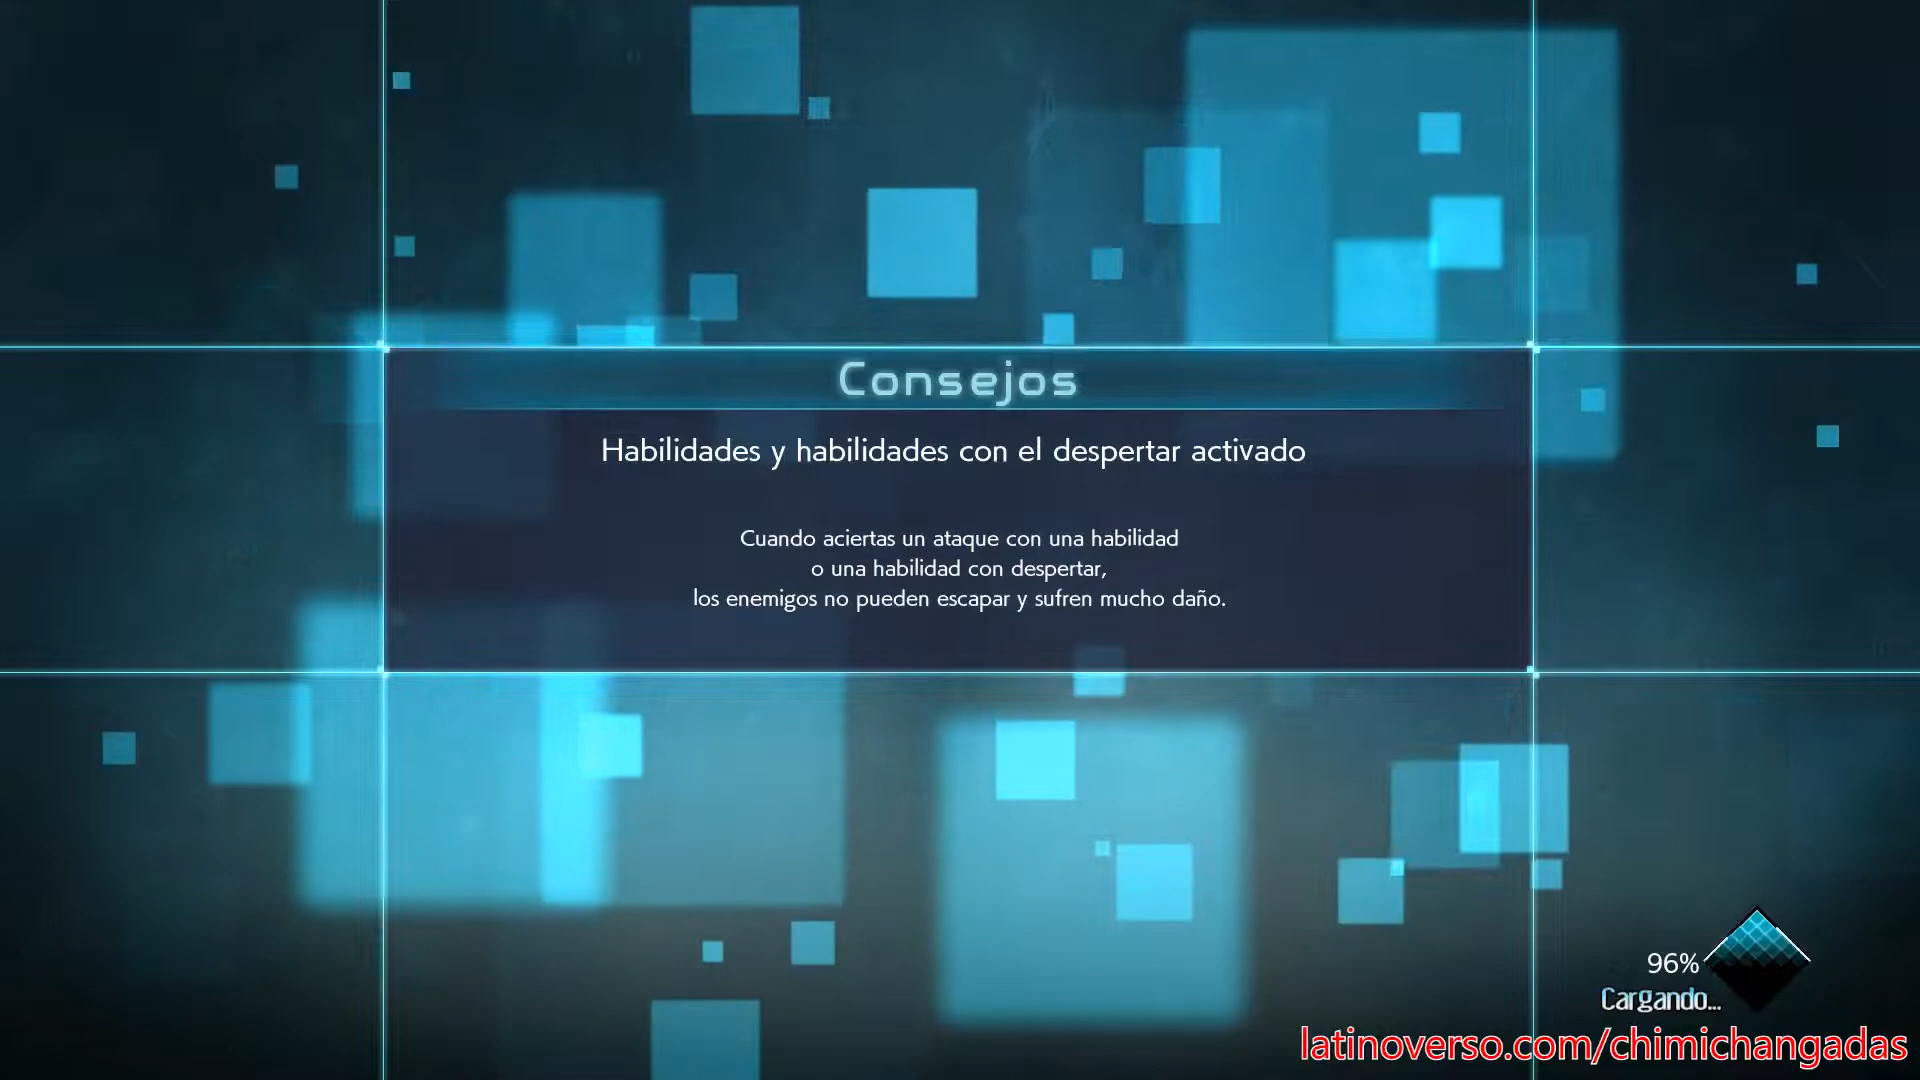 Consejos
Habilidades y habilidades con el despertar activado
Cuando aciertas un ataque con una habilidad
o una habilidad con despertar,
los enemigos no pueden escapar y sufren mucho daño.
96%
Cargando...
latinoverso.com/chimichangadas